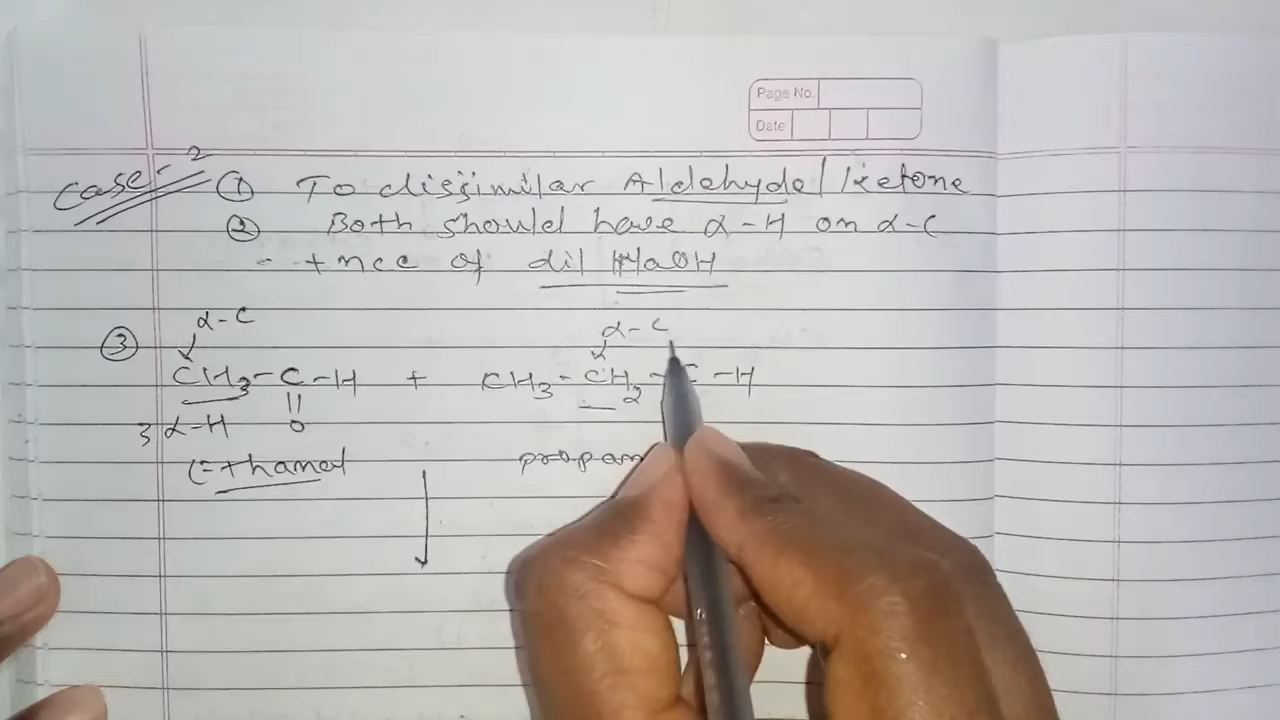 Page No.
Date
Case-2 ① To dissimilar Aldehyde/Ketone
② Both should have α-H on α-C
- +nce of dil NaOH
α-C α-C
③ CH3-C-H + CH3-CH2-C-H
3 α-H || O
Ethanal propan